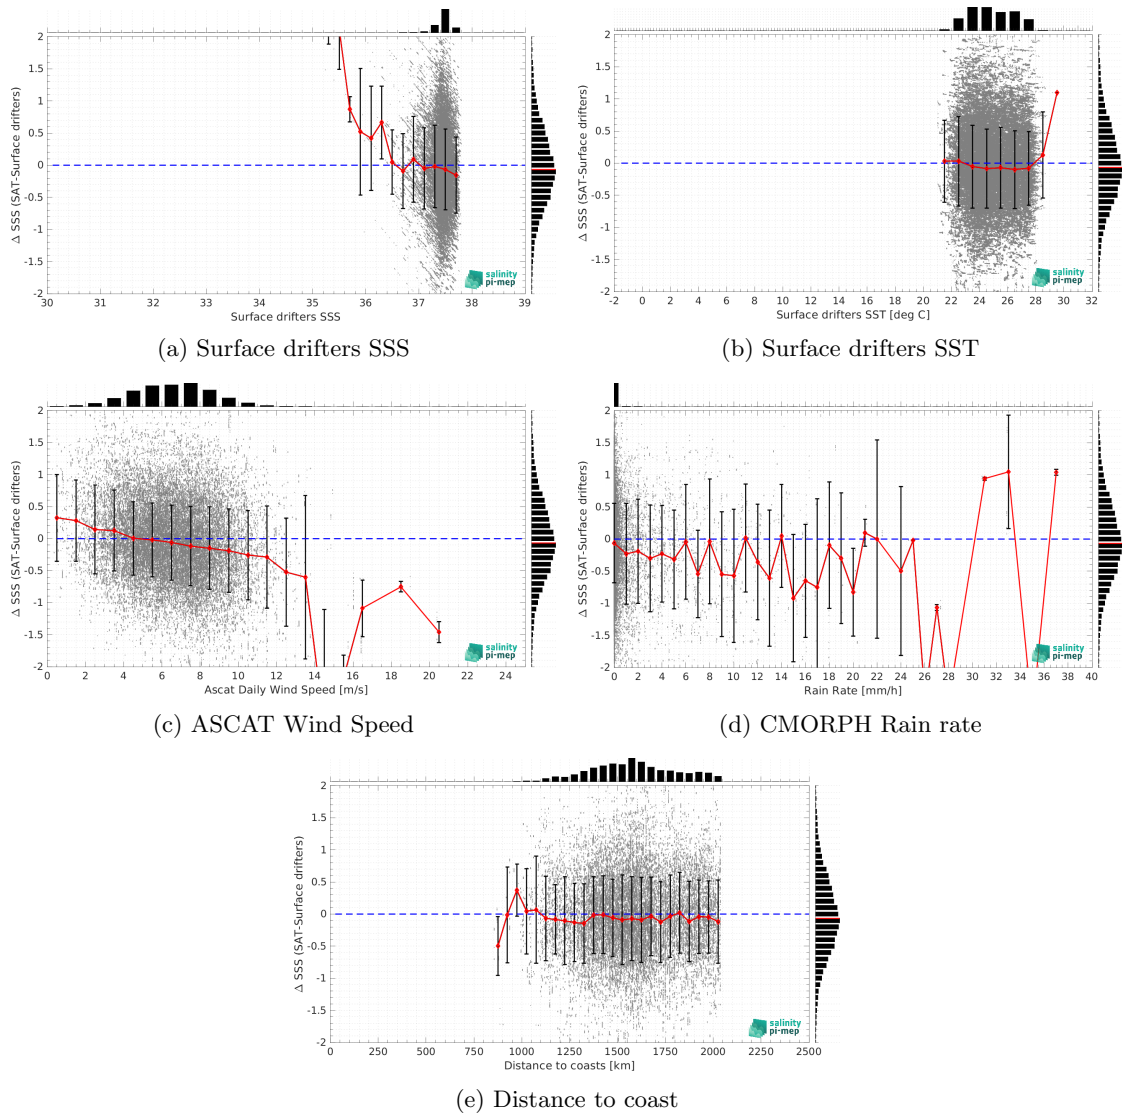 2
1.5
1
0.5
0
-0.5
-1
-1.5
-2
Δ SSS (SAT-Surface drifters)
30 31 32 33 34 35 36 37 38 39
Surface drifters SSS
salinity
pi-mep
(a) Surface drifters SSS
2
1.5
1
0.5
0
-0.5
-1
-1.5
-2
Δ SSS (SAT-Surface drifters)
-2 0 2 4 6 8 10 12 14 16 18 20 22 24 26 28 30 32
Surface drifters SST [deg C]
salinity
pi-mep
(b) Surface drifters SST
2
1.5
1
0.5
0
-0.5
-1
-1.5
-2
Δ SSS (SAT-Surface drifters)
0 2 4 6 8 10 12 14 16 18 20 22 24
Ascat Daily Wind Speed [m/s]
salinity
pi-mep
(c) ASCAT Wind Speed
2
1.5
1
0.5
0
-0.5
-1
-1.5
-2
Δ SSS (SAT-Surface drifters)
0 2 4 6 8 10 12 14 16 18 20 22 24 26 28 30 32 34 36 38 40
Rain Rate [mm/h]
salinity
pi-mep
(d) CMORPH Rain rate
2
1.5
1
0.5
0
-0.5
-1
-1.5
-2
Δ SSS (SAT-Surface drifters)
0 250 500 750 1000 1250 1500 1750 2000 2250 2500
Distance to coasts [km]
salinity
pi-mep
(e) Distance to coast